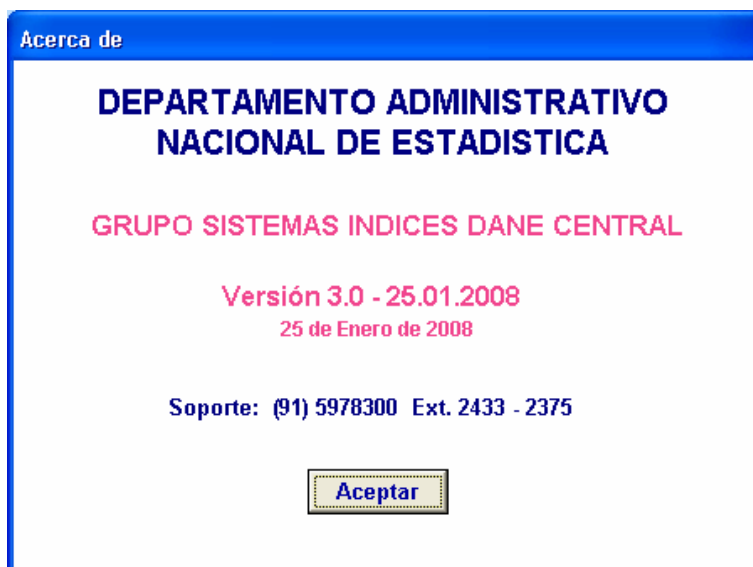 Acerca de
DEPARTAMENTO ADMINISTRATIVO
NACIONAL DE ESTADISTICA
GRUPO SISTEMAS INDICES DANE CENTRAL
Versión 3.0 - 25.01.2008
25 de Enero de 2008
Soporte: (91) 5978300 Ext. 2433 - 2375
Aceptar